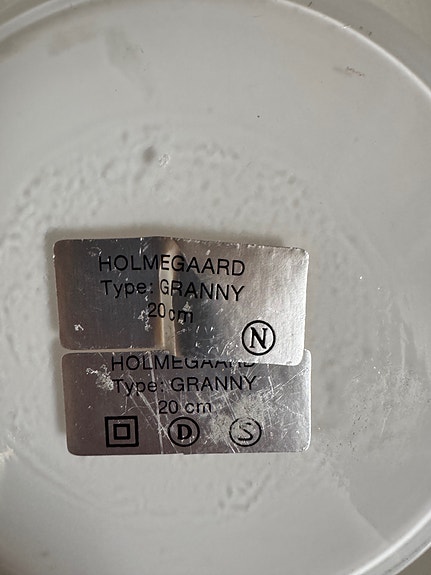 HOLMEGAARD
Type: GRANNY
20 cm
N
HOLMEGAARD
Type: GRANNY
20 cm
D S